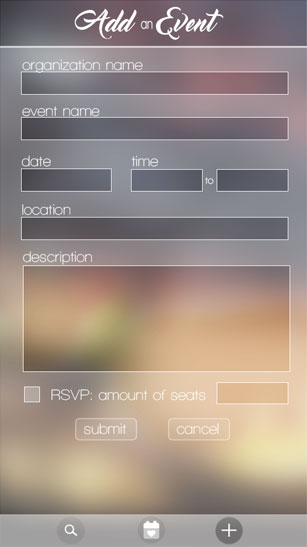 Add an Event
organization name
event name
date time
to
location
description
RSVP: amount of seats
submit cancel